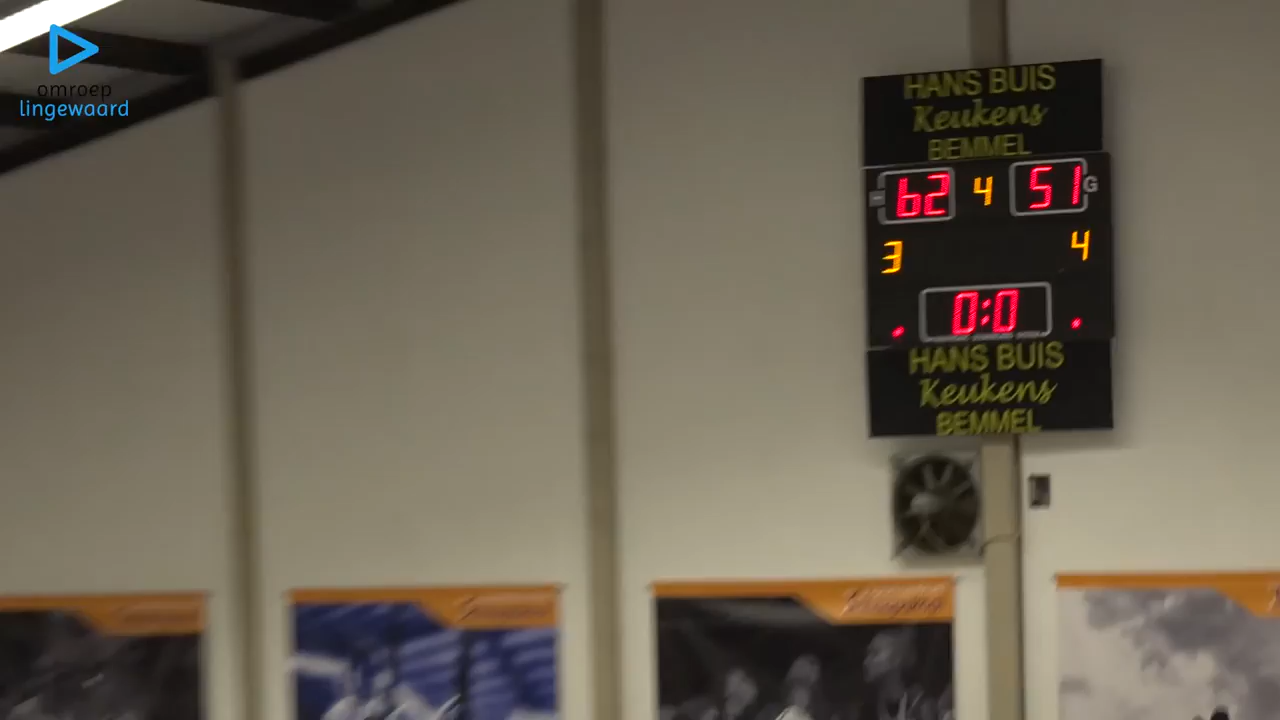 omroep
lingewaard
HANS BUIS
Keukens
BEMMEL
62 4 51 G
3 4
0:0
HANS BUIS
Keukens
BEMMEL